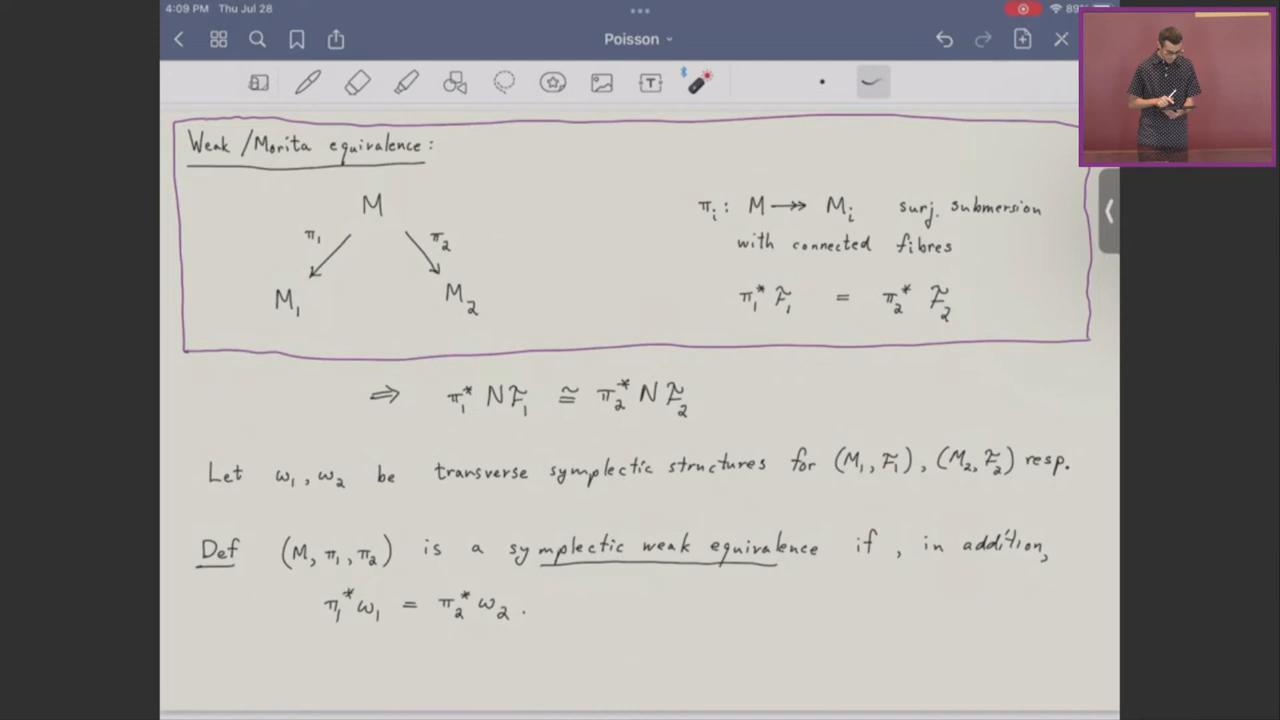 4:09 PM Thu Jul 28
89%
Poisson
Weak/Morita equivalence:
M
π₁ π₂
M₁ M₂
πᵢ : M ↠ Mᵢ surj. submersion
with connected fibres
π₁* F₁ = π₂* F₂
⇒ π₁* NF₁ ≅ π₂* NF₂
Let ω₁, ω₂ be transverse symplectic structures for (M₁, F₁), (M₂, F₂) resp.
Def (M, π₁, π₂) is a symplectic weak equivalence if, in addition,
π₁* ω₁ = π₂* ω₂.